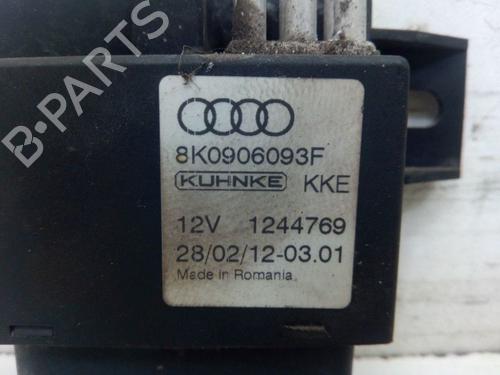 B-PARTS
8K0906093F
KUHNKE KKE
12V 1244769
28/02/12-03.01
Made in Romania